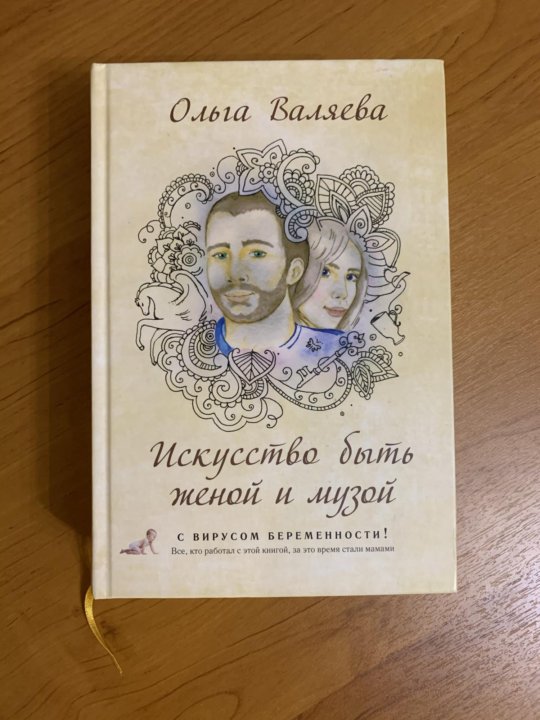 Ольга Валяева
Искусство быть
женой и музой
С ВИРУСОМ БЕРЕМЕННОСТИ!
Все, кто работал с этой книгой, за это время стали мамами